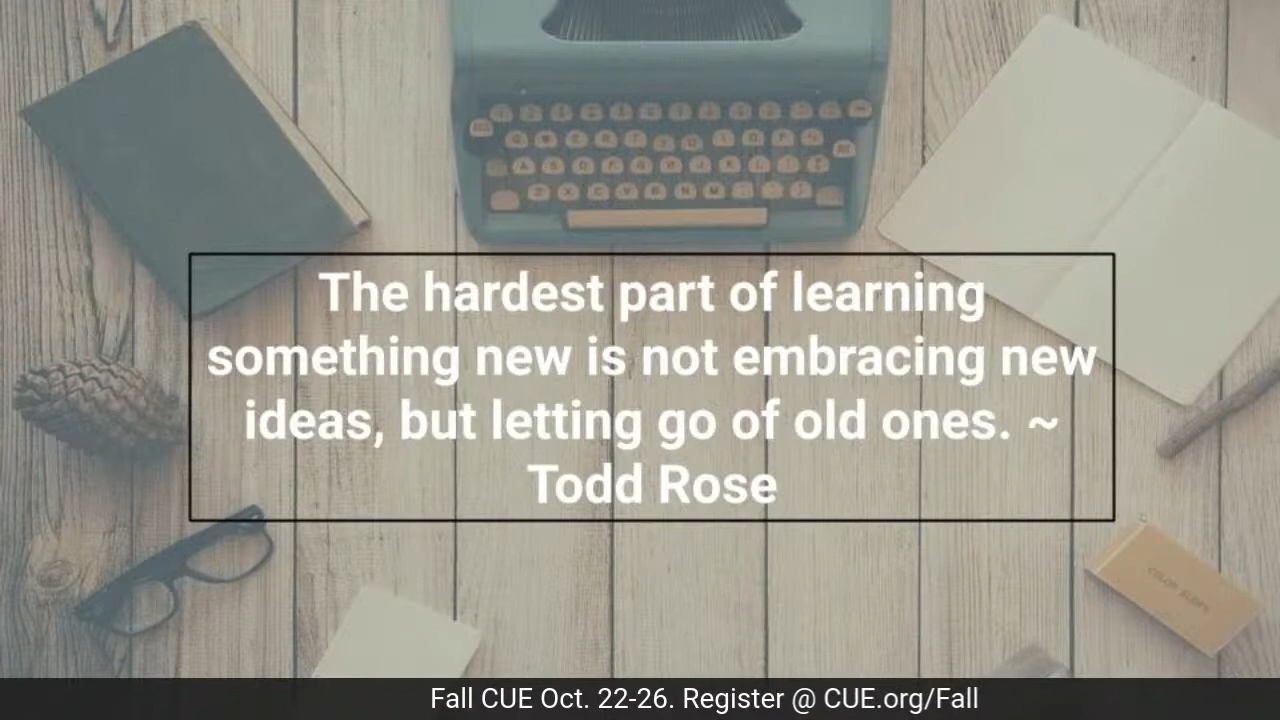 The hardest part of learning
something new is not embracing new
ideas, but letting go of old ones. ~
Todd Rose
Fall CUE Oct. 22-26. Register @ CUE.org/Fall